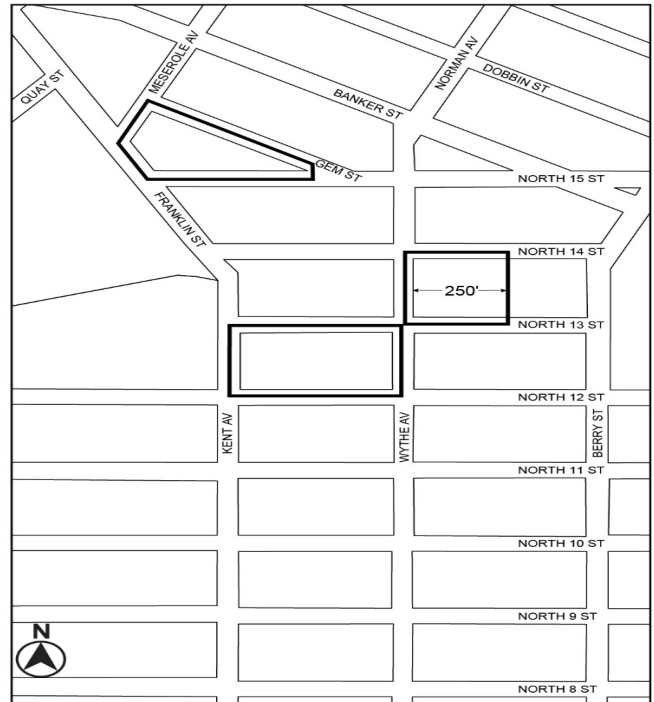 MESEROLE AV
NORMAN AV
QUAY ST
DOBBIN ST
BANKER ST
GEM ST
NORTH 15 ST
FRANKLIN ST
NORTH 14 ST
250'
NORTH 13 ST
NORTH 12 ST
KENT AV
WYTHE AV
BERRY ST
NORTH 11 ST
NORTH 10 ST
NORTH 9 ST
N
NORTH 8 ST